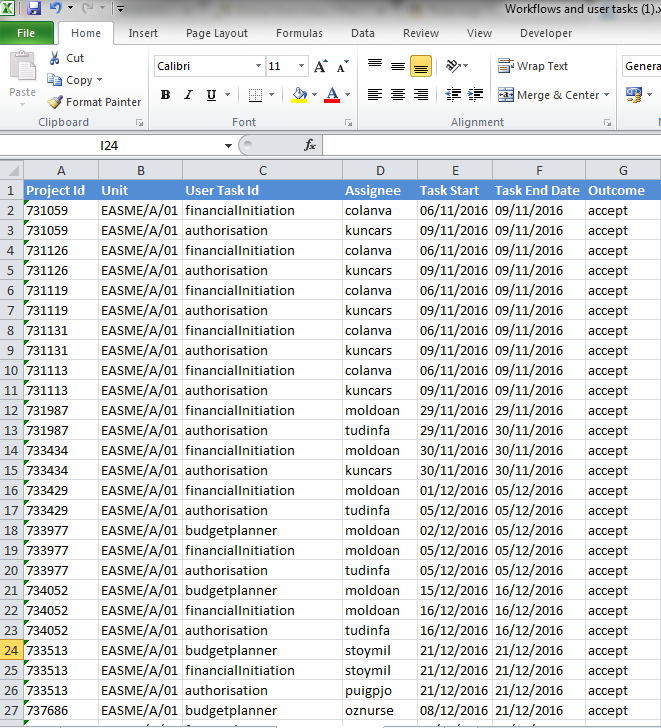 Workflows and user tasks (1).x
File Home Insert Page Layout Formulas Data Review View Developer
Paste Cut Copy Format Painter Clipboard
Calibri 11 A A B I U A Font
Wrap Text Merge & Center Alignment
Genera
I24 fx
A B C D E F G
1 Project Id Unit User Task Id Assignee Task Start Task End Date Outcome
2 731059 EASME/A/01 financialInitiation colanva 06/11/2016 09/11/2016 accept
3 731059 EASME/A/01 authorisation kuncars 09/11/2016 09/11/2016 accept
4 731126 EASME/A/01 financialInitiation colanva 06/11/2016 09/11/2016 accept
5 731126 EASME/A/01 authorisation kuncars 09/11/2016 09/11/2016 accept
6 731119 EASME/A/01 financialInitiation colanva 06/11/2016 09/11/2016 accept
7 731119 EASME/A/01 authorisation kuncars 09/11/2016 09/11/2016 accept
8 731131 EASME/A/01 financialInitiation colanva 06/11/2016 09/11/2016 accept
9 731131 EASME/A/01 authorisation kuncars 09/11/2016 09/11/2016 accept
10 731113 EASME/A/01 financialInitiation colanva 06/11/2016 09/11/2016 accept
11 731113 EASME/A/01 authorisation kuncars 09/11/2016 09/11/2016 accept
12 731987 EASME/A/01 financialInitiation moldoan 29/11/2016 29/11/2016 accept
13 731987 EASME/A/01 authorisation tudinfa 29/11/2016 30/11/2016 accept
14 733434 EASME/A/01 financialInitiation moldoan 30/11/2016 30/11/2016 accept
15 733434 EASME/A/01 authorisation kuncars 30/11/2016 30/11/2016 accept
16 733429 EASME/A/01 financialInitiation moldoan 01/12/2016 05/12/2016 accept
17 733429 EASME/A/01 authorisation tudinfa 05/12/2016 05/12/2016 accept
18 733977 EASME/A/01 budgetplanner moldoan 02/12/2016 05/12/2016 accept
19 733977 EASME/A/01 financialInitiation moldoan 05/12/2016 05/12/2016 accept
20 733977 EASME/A/01 authorisation tudinfa 05/12/2016 05/12/2016 accept
21 734052 EASME/A/01 budgetplanner moldoan 15/12/2016 16/12/2016 accept
22 734052 EASME/A/01 financialInitiation moldoan 16/12/2016 16/12/2016 accept
23 734052 EASME/A/01 authorisation tudinfa 16/12/2016 16/12/2016 accept
24 733513 EASME/A/01 budgetplanner stoymil 21/12/2016 21/12/2016 accept
25 733513 EASME/A/01 financialInitiation stoymil 21/12/2016 21/12/2016 accept
26 733513 EASME/A/01 authorisation puigpjo 21/12/2016 21/12/2016 accept
27 737686 EASME/A/01 budgetplanner oznurse 08/12/2016 21/12/2016 accept